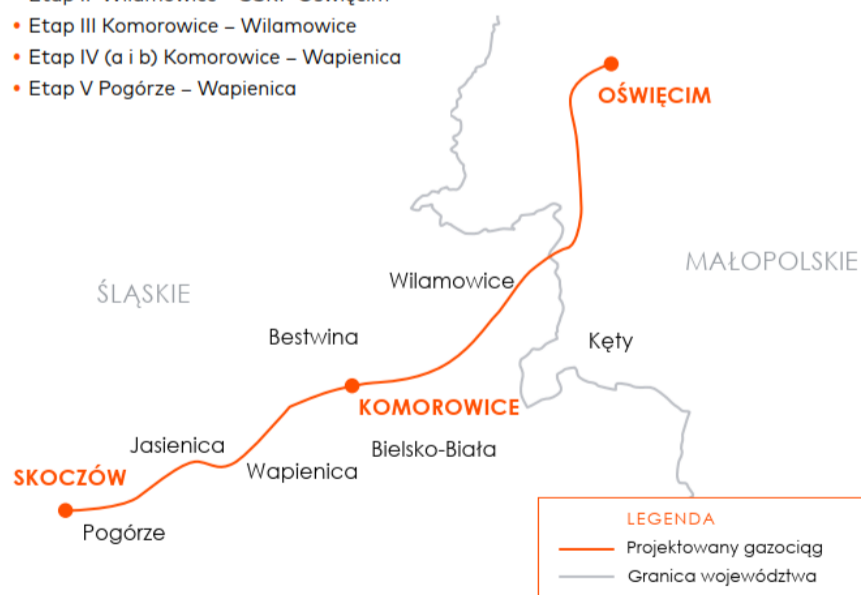 • Etap III Komorowice – Wilamowice
• Etap IV (a i b) Komorowice – Wapienica
• Etap V Pogórze – Wapienica
OŚWIĘCIM
MAŁOPOLSKIE
Wilamowice
ŚLĄSKIE
Bestwina
Kęty
KOMOROWICE
Jasienica
Bielsko-Biała
Wapienica
SKOCZÓW
Pogórze
LEGENDA
Projektowany gazociąg
Granica województwa